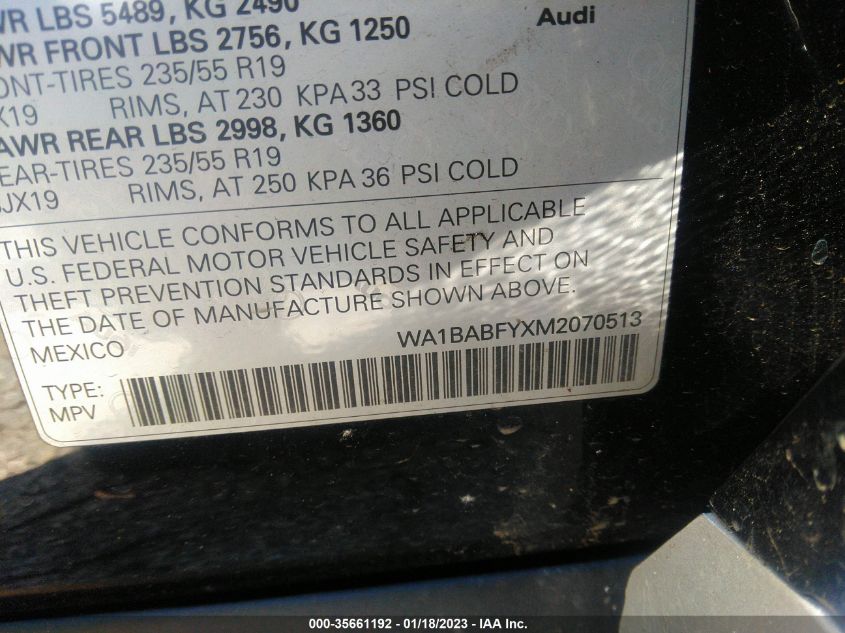 WR LBS 5489, KG 2490
Audi
WR FRONT LBS 2756, KG 1250
ONT-TIRES 235/55 R19
X19 RIMS, AT 230 KPA 33 PSI COLD
AWR REAR LBS 2998, KG 1360
EAR-TIRES 235/55 R19
JX19 RIMS, AT 250 KPA 36 PSI COLD
THIS VEHICLE CONFORMS TO ALL APPLICABLE
U.S. FEDERAL MOTOR VEHICLE SAFETY AND
THEFT PREVENTION STANDARDS IN EFFECT ON
THE DATE OF MANUFACTURE SHOWN ABOVE.
MEXICO WA1BABFYXM2070513
TYPE:
MPV
000-35661192 - 01/18/2023 - IAA Inc.